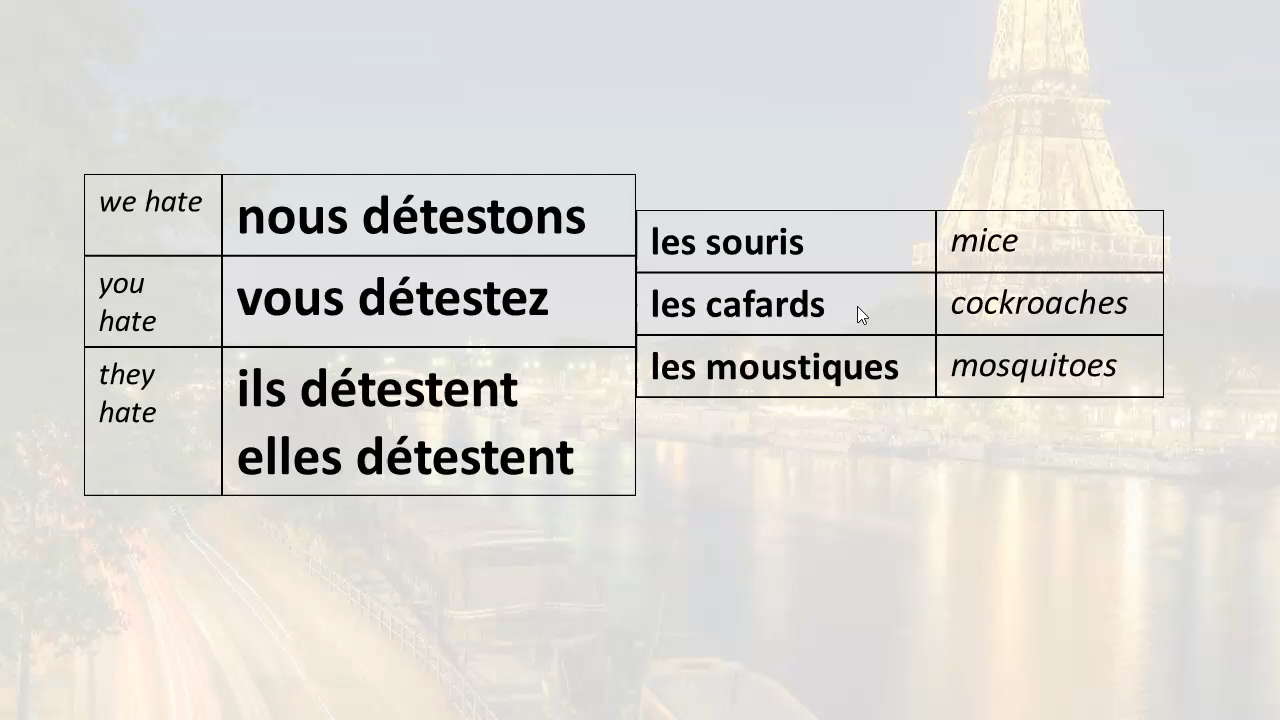 we hate
nous détestons
you
hate
vous détestez
they
hate
ils détestent
elles détestent
les souris
mice
les cafards
cockroaches
les moustiques
mosquitoes